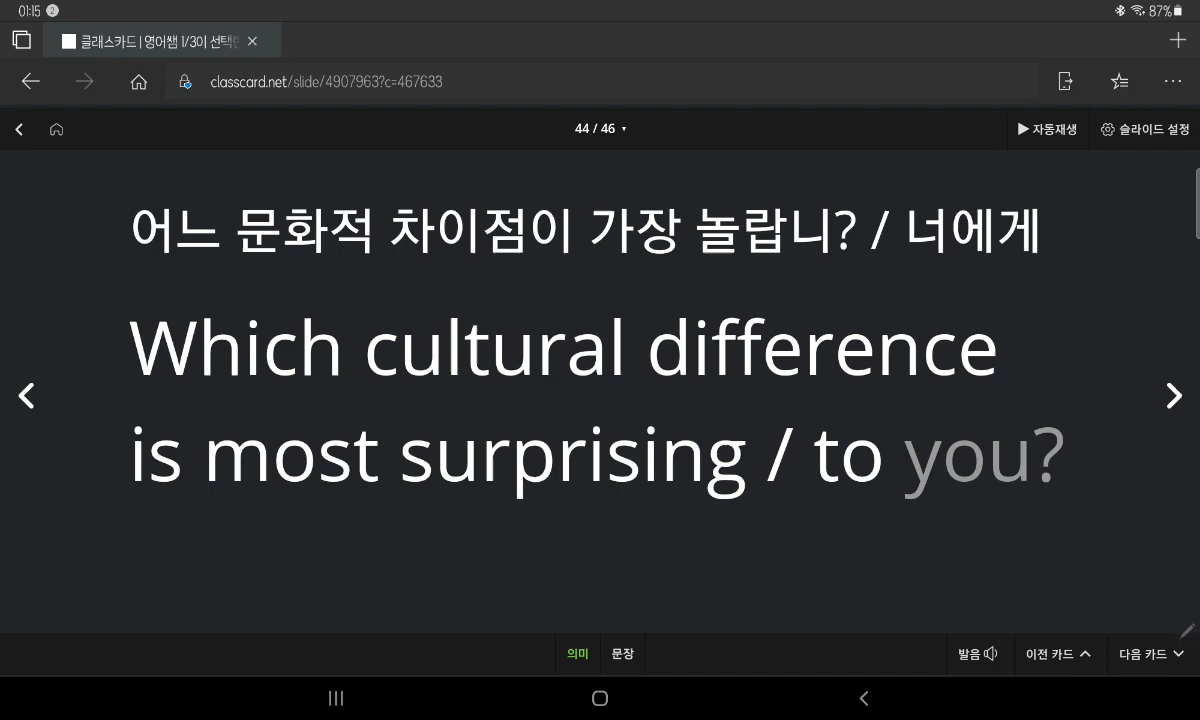 01:15 2 87%
클래스카드 | 영어쌤 1/3이 선택한
classcard.net/slide/4907963?c=467633
44 / 46 자동재생 슬라이드 설정
어느 문화적 차이점이 가장 놀랍니? / 너에게
Which cultural difference
is most surprising / to you?
의미 문장 발음 이전 카드 다음 카드